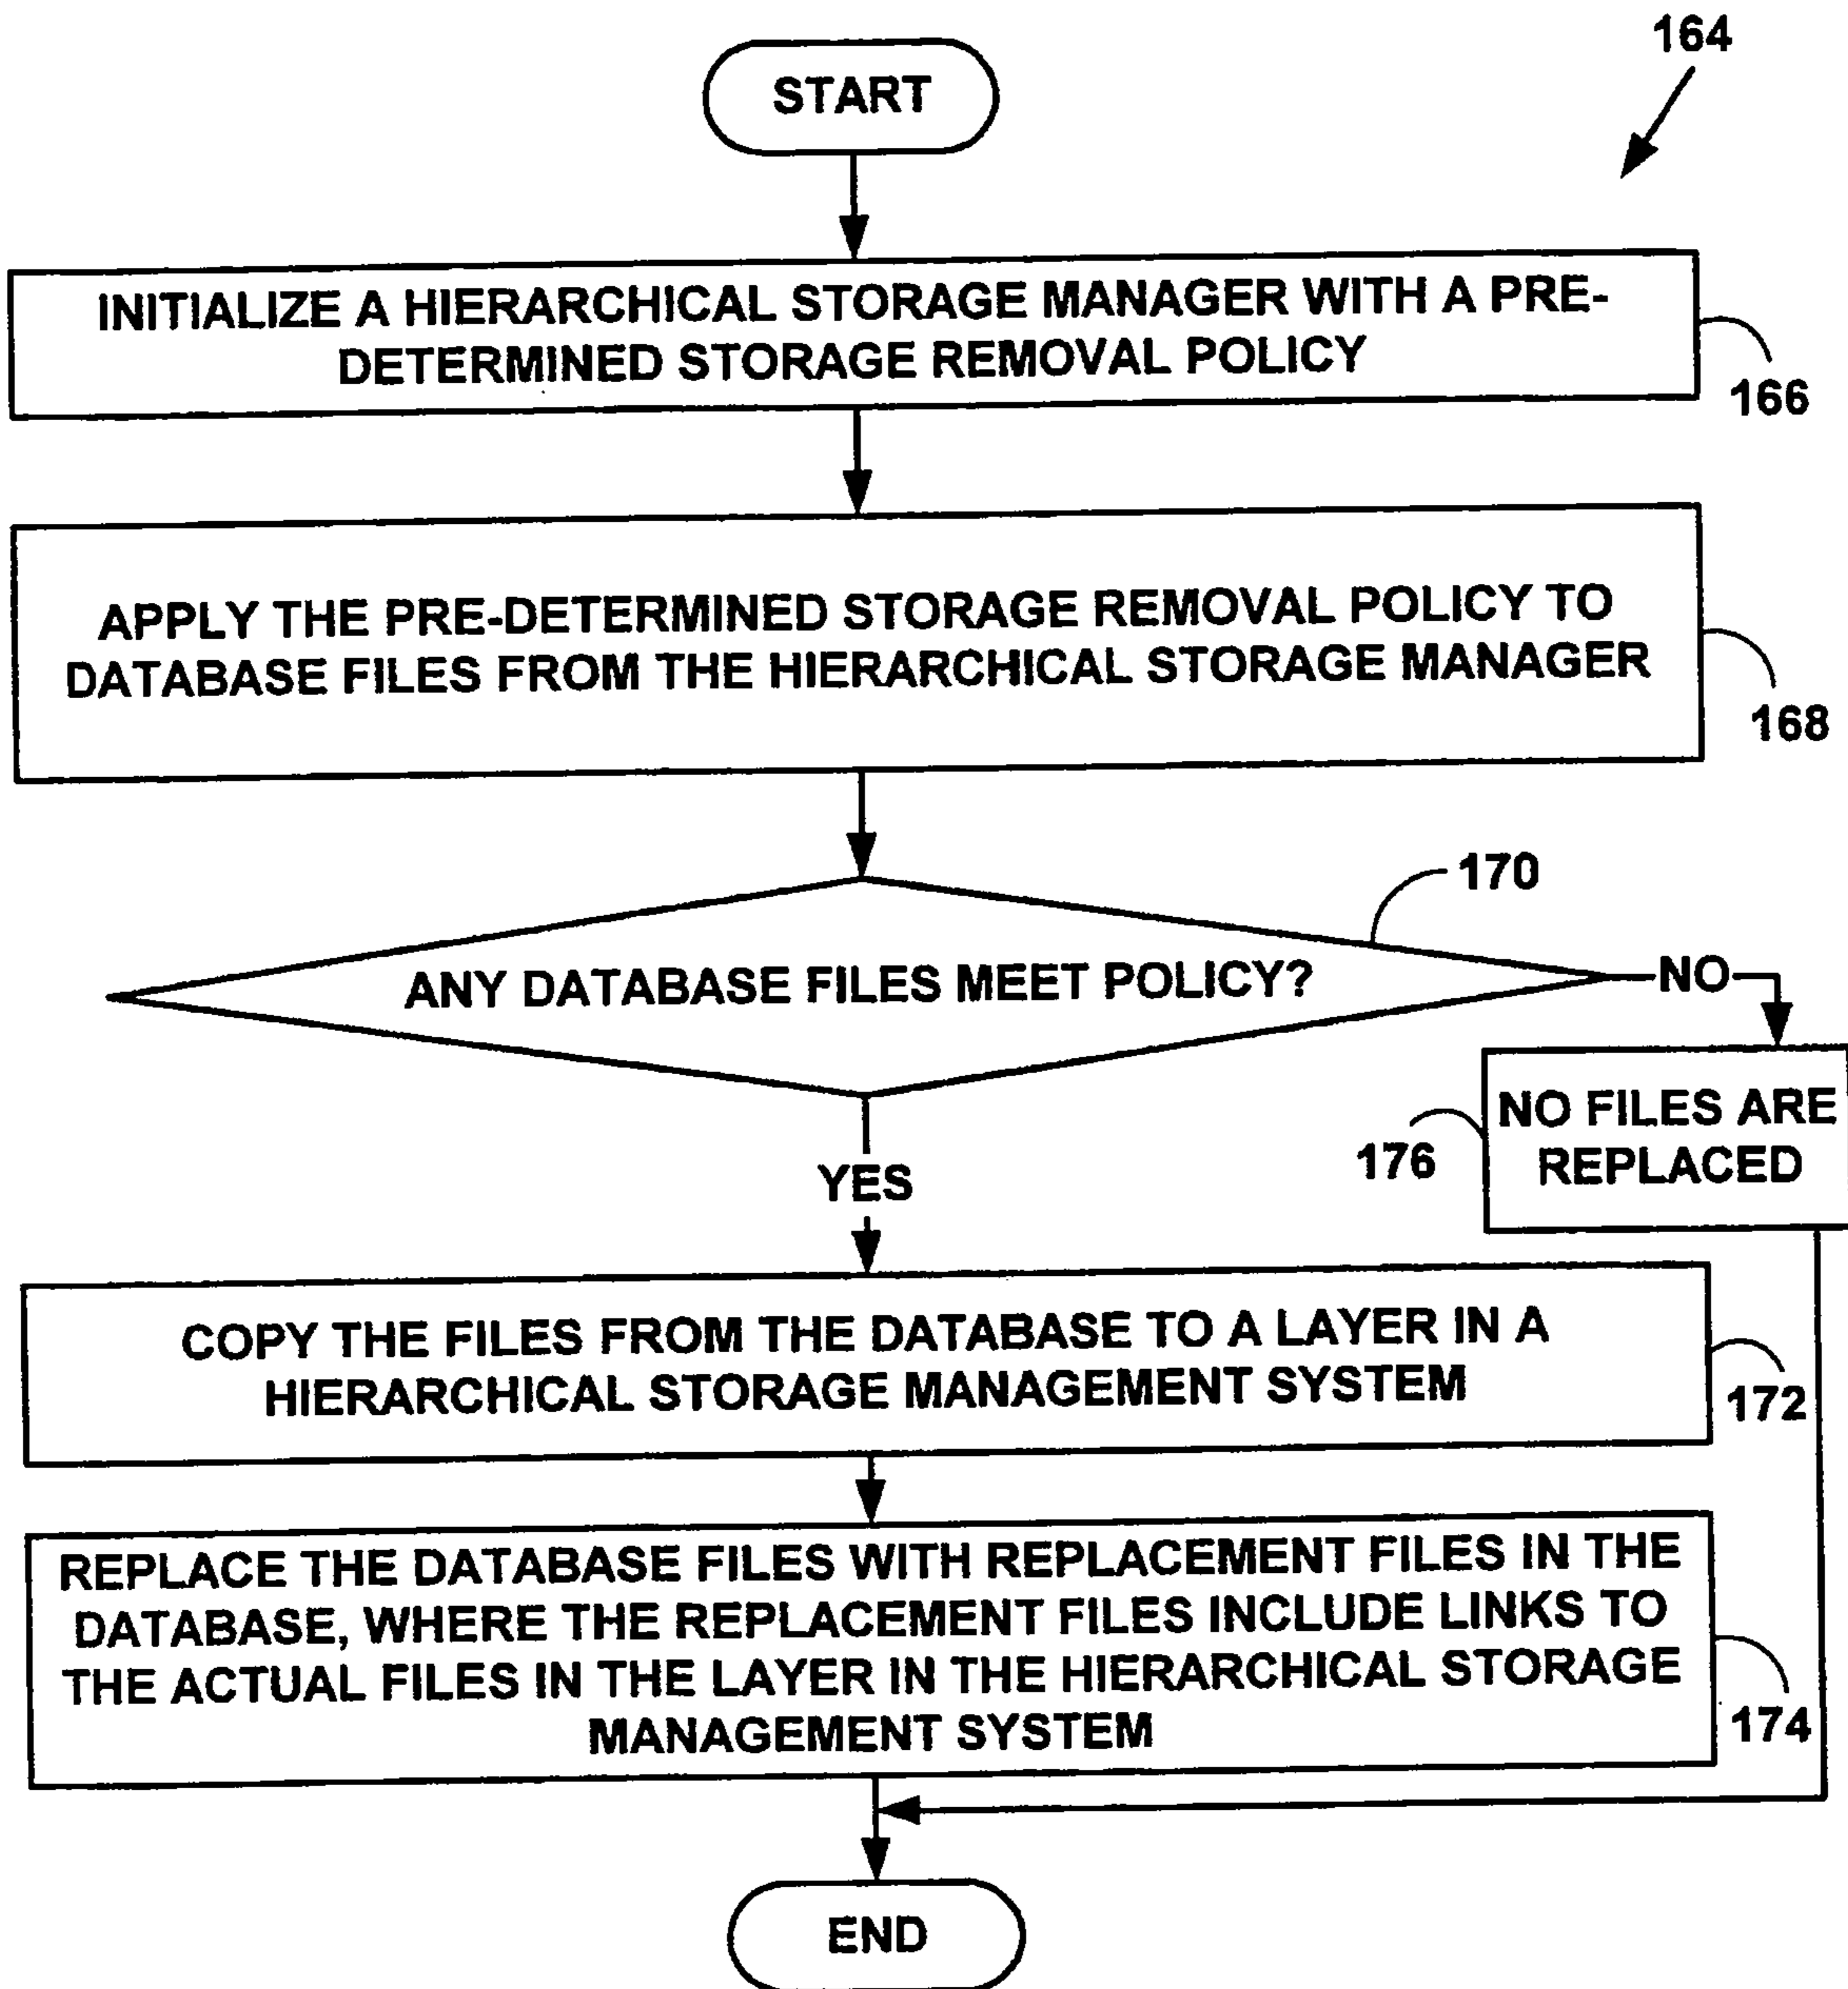 164
START
INITIALIZE A HIERARCHICAL STORAGE MANAGER WITH A PRE-
DETERMINED STORAGE REMOVAL POLICY
166
APPLY THE PRE-DETERMINED STORAGE REMOVAL POLICY TO
DATABASE FILES FROM THE HIERARCHICAL STORAGE MANAGER
168
170
ANY DATABASE FILES MEET POLICY?
NO
NO FILES ARE
REPLACED
176
YES
COPY THE FILES FROM THE DATABASE TO A LAYER IN A
HIERARCHICAL STORAGE MANAGEMENT SYSTEM
172
REPLACE THE DATABASE FILES WITH REPLACEMENT FILES IN THE
DATABASE, WHERE THE REPLACEMENT FILES INCLUDE LINKS TO
THE ACTUAL FILES IN THE LAYER IN THE HIERARCHICAL STORAGE
MANAGEMENT SYSTEM
174
END